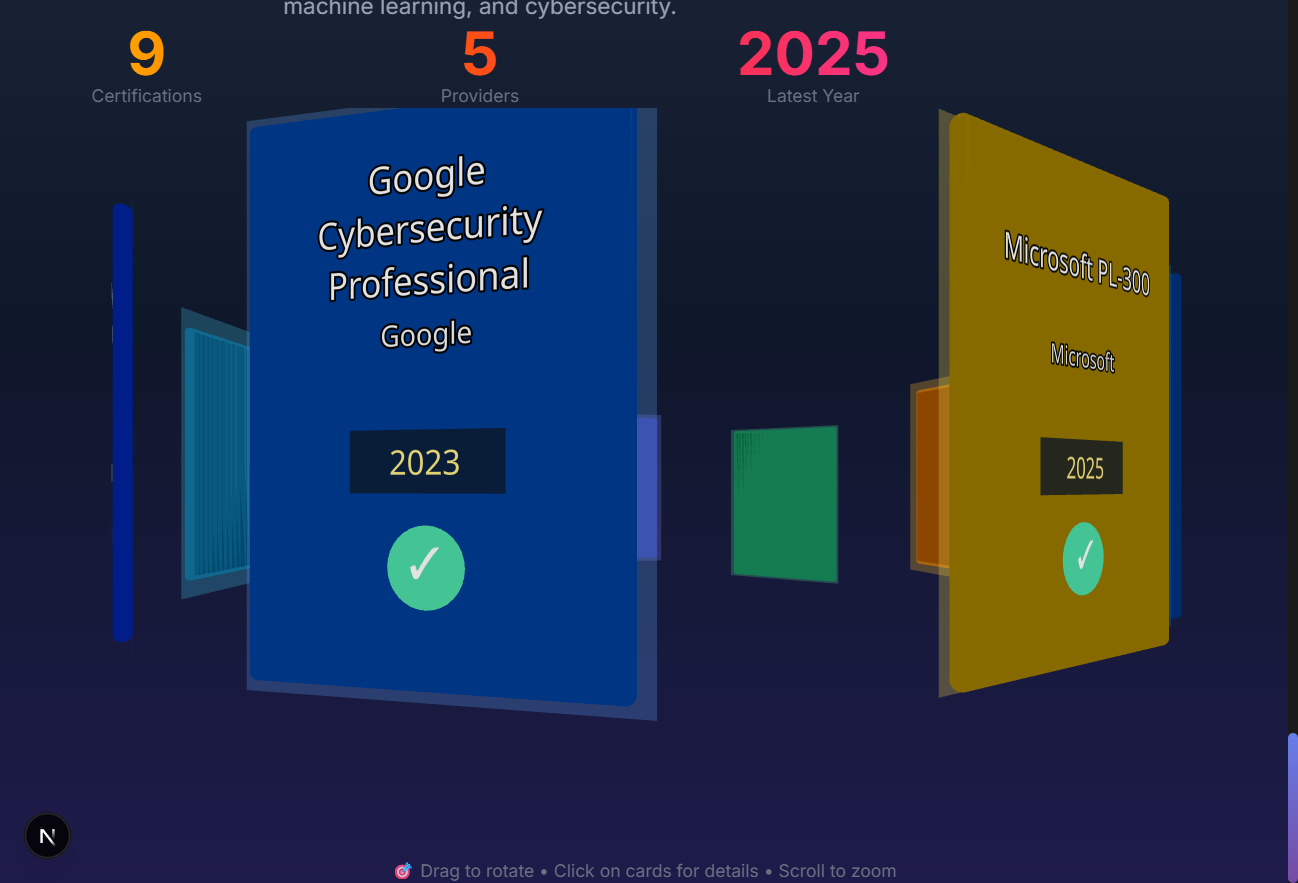 machine learning, and cybersecurity.
9
Certifications
5
Providers
2025
Latest Year
Google
Cybersecurity
Professional
Google
2023
✓
Microsoft PL-300
Microsoft
2025
✓
N
🎯 Drag to rotate • Click on cards for details • Scroll to zoom